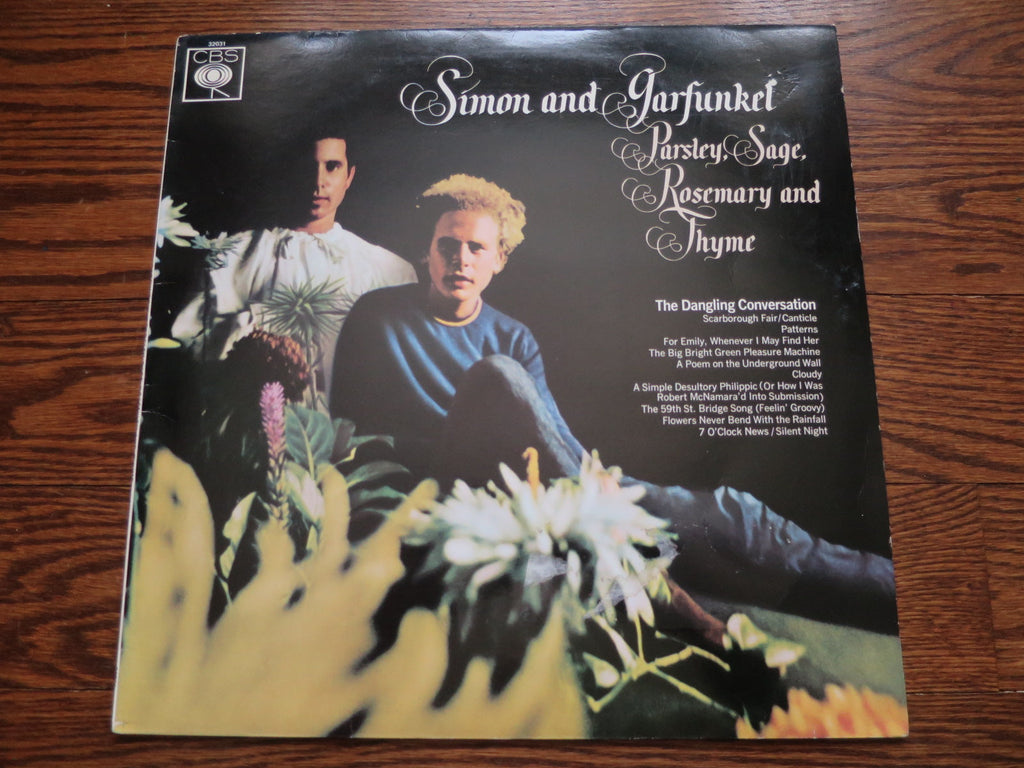 32031
CBS
Simon and Garfunkel
Parsley, Sage,
Rosemary and
Thyme
The Dangling Conversation
Scarborough Fair/Canticle
Patterns
For Emily, Whenever I May Find Her
The Big Bright Green Pleasure Machine
A Poem on the Underground Wall
Cloudy
A Simple Desultory Philippic (Or How I Was
Robert McNamara'd Into Submission)
The 59th St. Bridge Song (Feelin' Groovy)
Flowers Never Bend With the Rainfall
7 O'Clock News / Silent Night